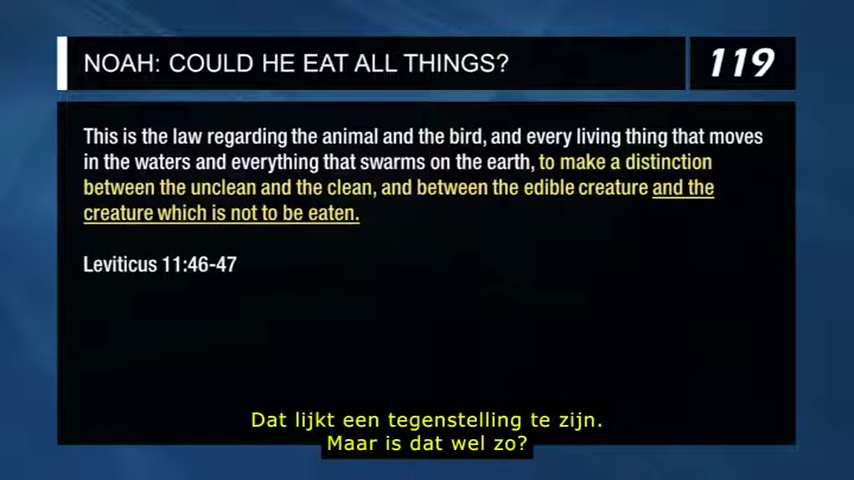 NOAH: COULD HE EAT ALL THINGS?
119
This is the law regarding the animal and the bird, and every living thing that moves
in the waters and everything that swarms on the earth, to make a distinction
between the unclean and the clean, and between the edible creature and the
creature which is not to be eaten.
Leviticus 11:46-47
Dat lijkt een tegenstelling te zijn.
Maar is dat wel zo?